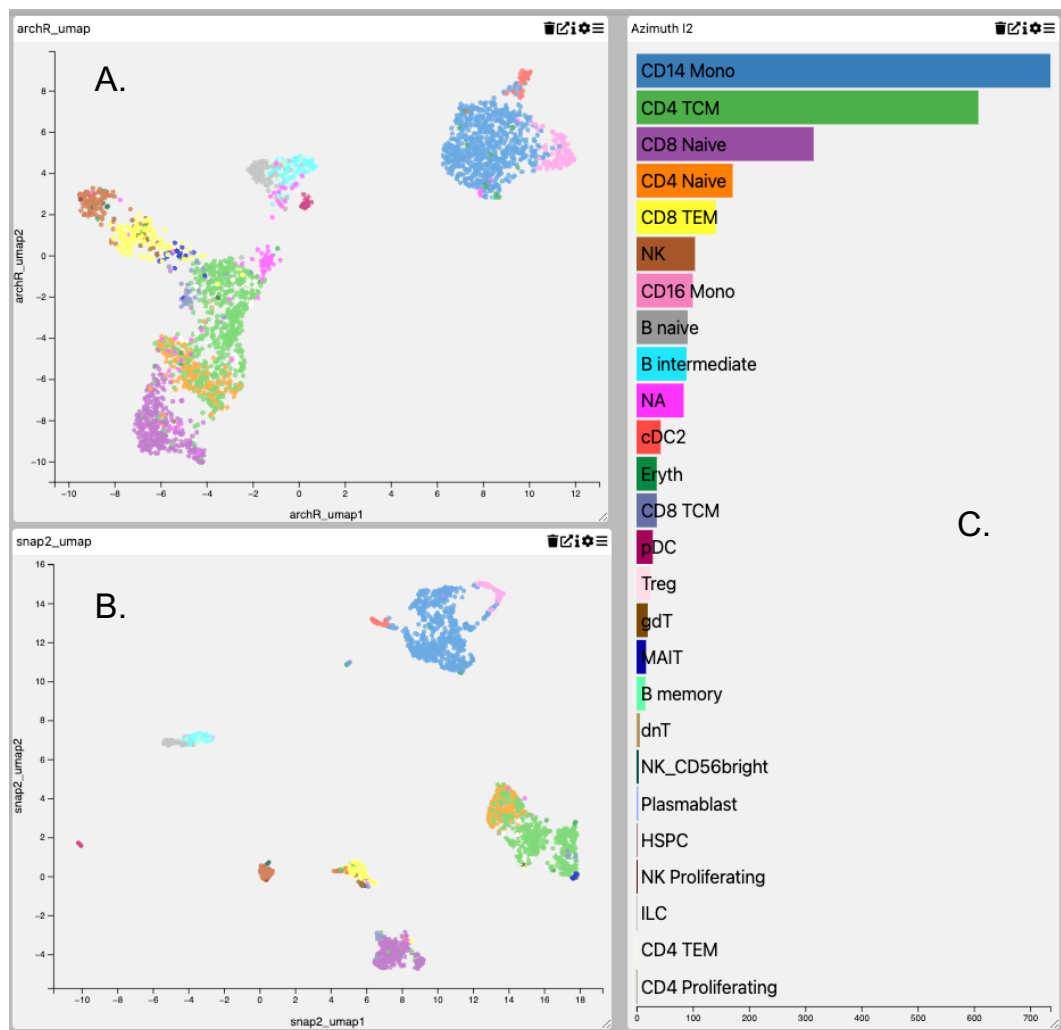 archR_umap
A.
8
6
4
2
0
−2
−4
−6
−8
−10
archR_umap2
−10 −8 −6 −4 −2 0 2 4 6 8 10 12
archR_umap1
snap2_umap
B.
16
14
12
10
8
6
4
2
0
−2
−4
snap2_umap2
−10 −8 −6 −4 −2 0 2 4 6 8 10 12 14 16 18
snap2_umap1
Azimuth l2
CD14 Mono
CD4 TCM
CD8 Naive
CD4 Naive
CD8 TEM
NK
CD16 Mono
B naive
B intermediate
NA
cDC2
Eryth
CD8 TCM
C.
pDC
Treg
gdT
MAIT
B memory
dnT
NK_CD56bright
Plasmablast
HSPC
NK Proliferating
ILC
CD4 TEM
CD4 Proliferating
0 100 200 300 400 500 600 700